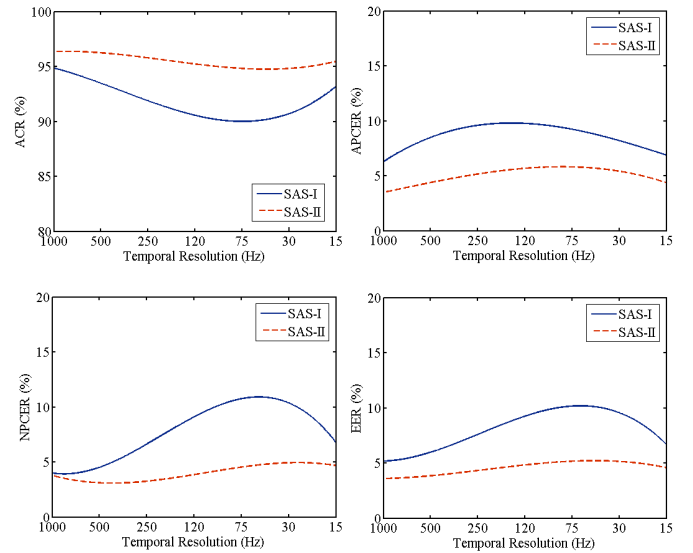 100
95
90
85
80
ACR (%)
SAS-I
SAS-II
1000 500 250 120 75 30 15
Temporal Resolution (Hz)
20
15
10
5
0
APCER (%)
SAS-I
SAS-II
1000 500 250 120 75 30 15
Temporal Resolution (Hz)
20
15
10
5
0
NPCER (%)
SAS-I
SAS-II
1000 500 250 120 75 30 15
Temporal Resolution (Hz)
20
15
10
5
0
EER (%)
SAS-I
SAS-II
1000 500 250 120 75 30 15
Temporal Resolution (Hz)